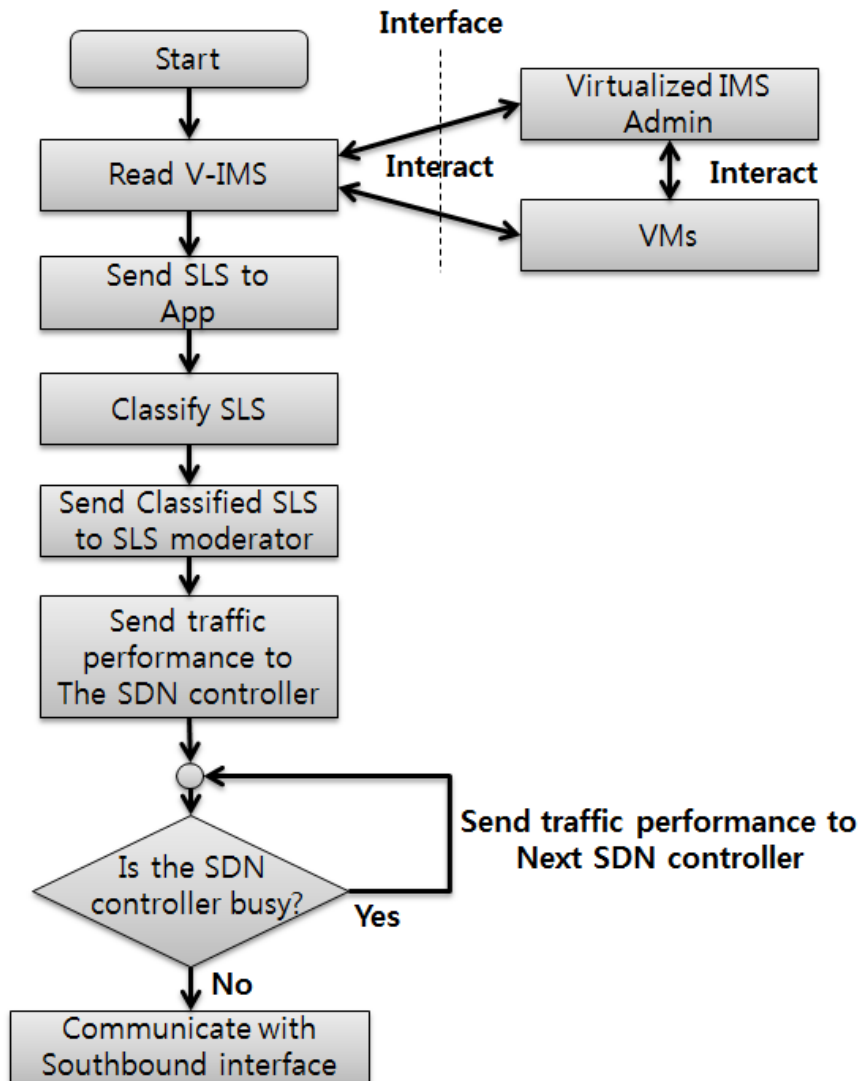 Start
Interface
Virtualized IMS
Admin
Read V-IMS
Interact
Interact
VMs
Send SLS to
App
Classify SLS
Send Classified SLS
to SLS moderator
Send traffic
performance to
The SDN controller
Send traffic performance to
Next SDN controller
Is the SDN
controller busy?
Yes
No
Communicate with
Southbound interface